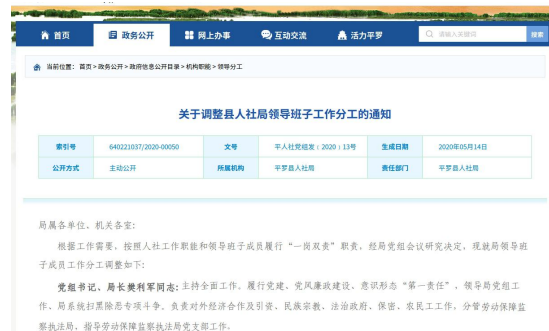 首页 政务公开 网上办事 互动交流 活力平罗 请输入关键词 搜索
当前位置：首页>政务公开>政府信息公开目录>机构职能>领导分工
关于调整县人社局领导班子工作分工的通知
索引号 640221037/2020-00050 文号 平人社党组发〔2020〕13号 生成日期 2020年05月14日
公开方式 主动公开 所属机构 平罗县人社局 责任部门 平罗县人社局
局属各单位、机关各室：
根据工作需要，按照人社工作职能和领导班子成员履行“一岗双责”职责，经局党组会议研究决定，现就局领导班
子成员工作分工调整如下：
党组书记、局长樊利军同志：主持全面工作。履行党建、党风廉政建设、意识形态“第一责任”，领导局党组工
作、局系统扫黑除恶专项斗争。负责对外经济合作及引资、民族宗教、法治政府、保密、农民工工作，分管劳动保障监
察执法局，指导劳动保障监察执法局党支部工作。